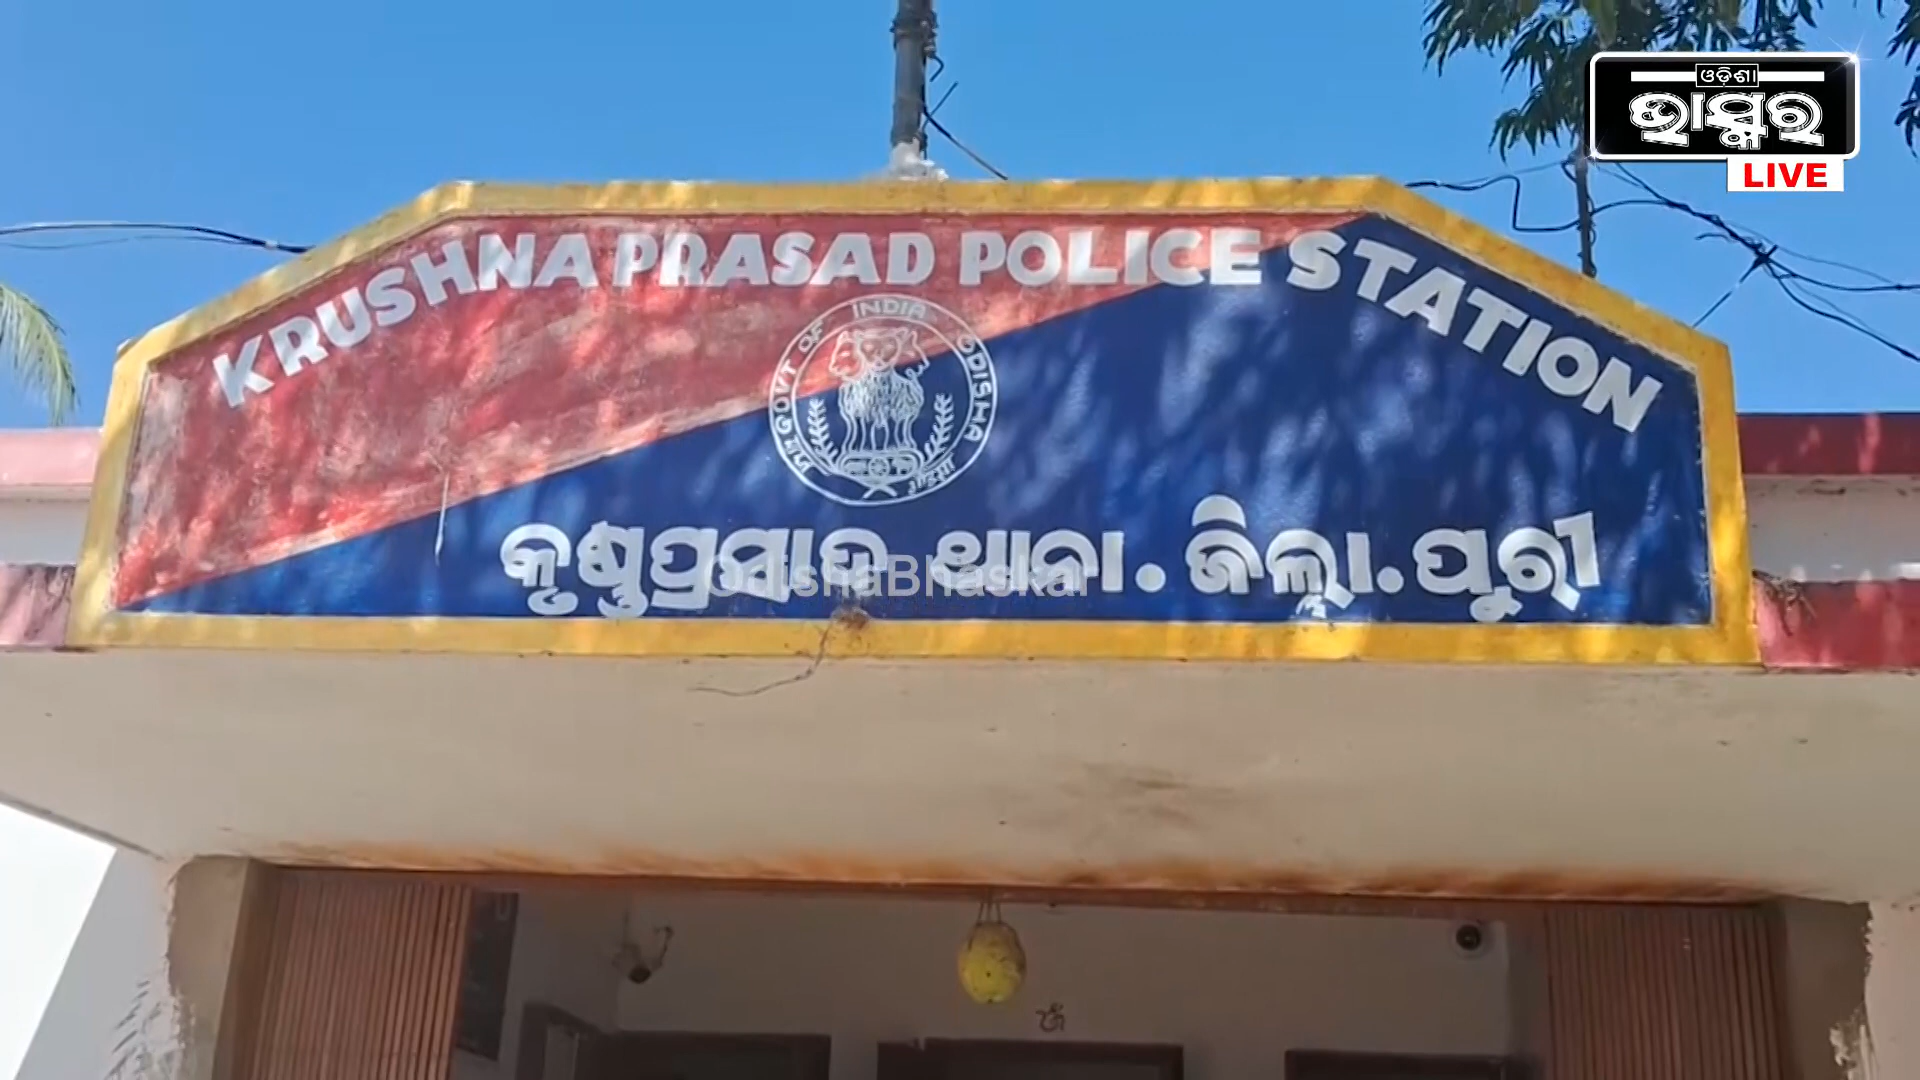 ଓଡ଼ିଶା
ଭାସ୍କର
LIVE
KRUSHNA PRASAD POLICE STATION
GOVT OF INDIA ODISHA
କୃଷ୍ଣପ୍ରସାଦ ଥାନା. ଜିଲ୍ଲା. ପୁରୀ
OdishaBhaskar